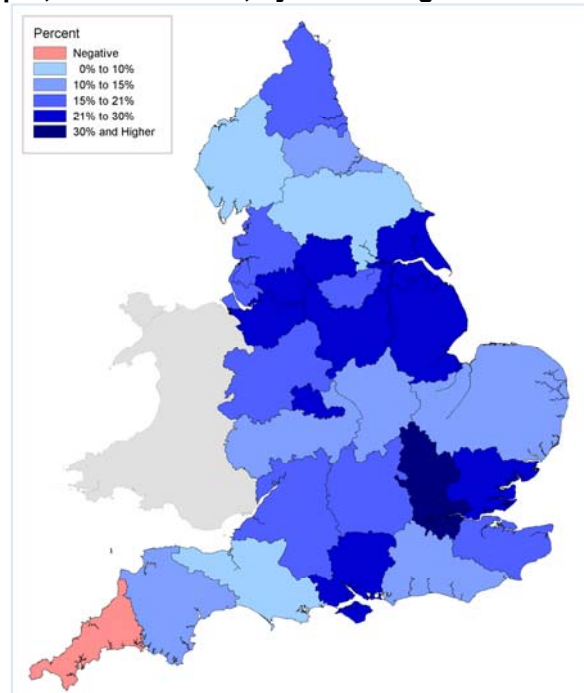 Percent
Negative
0% to 10%
10% to 15%
15% to 21%
21% to 30%
30% and Higher